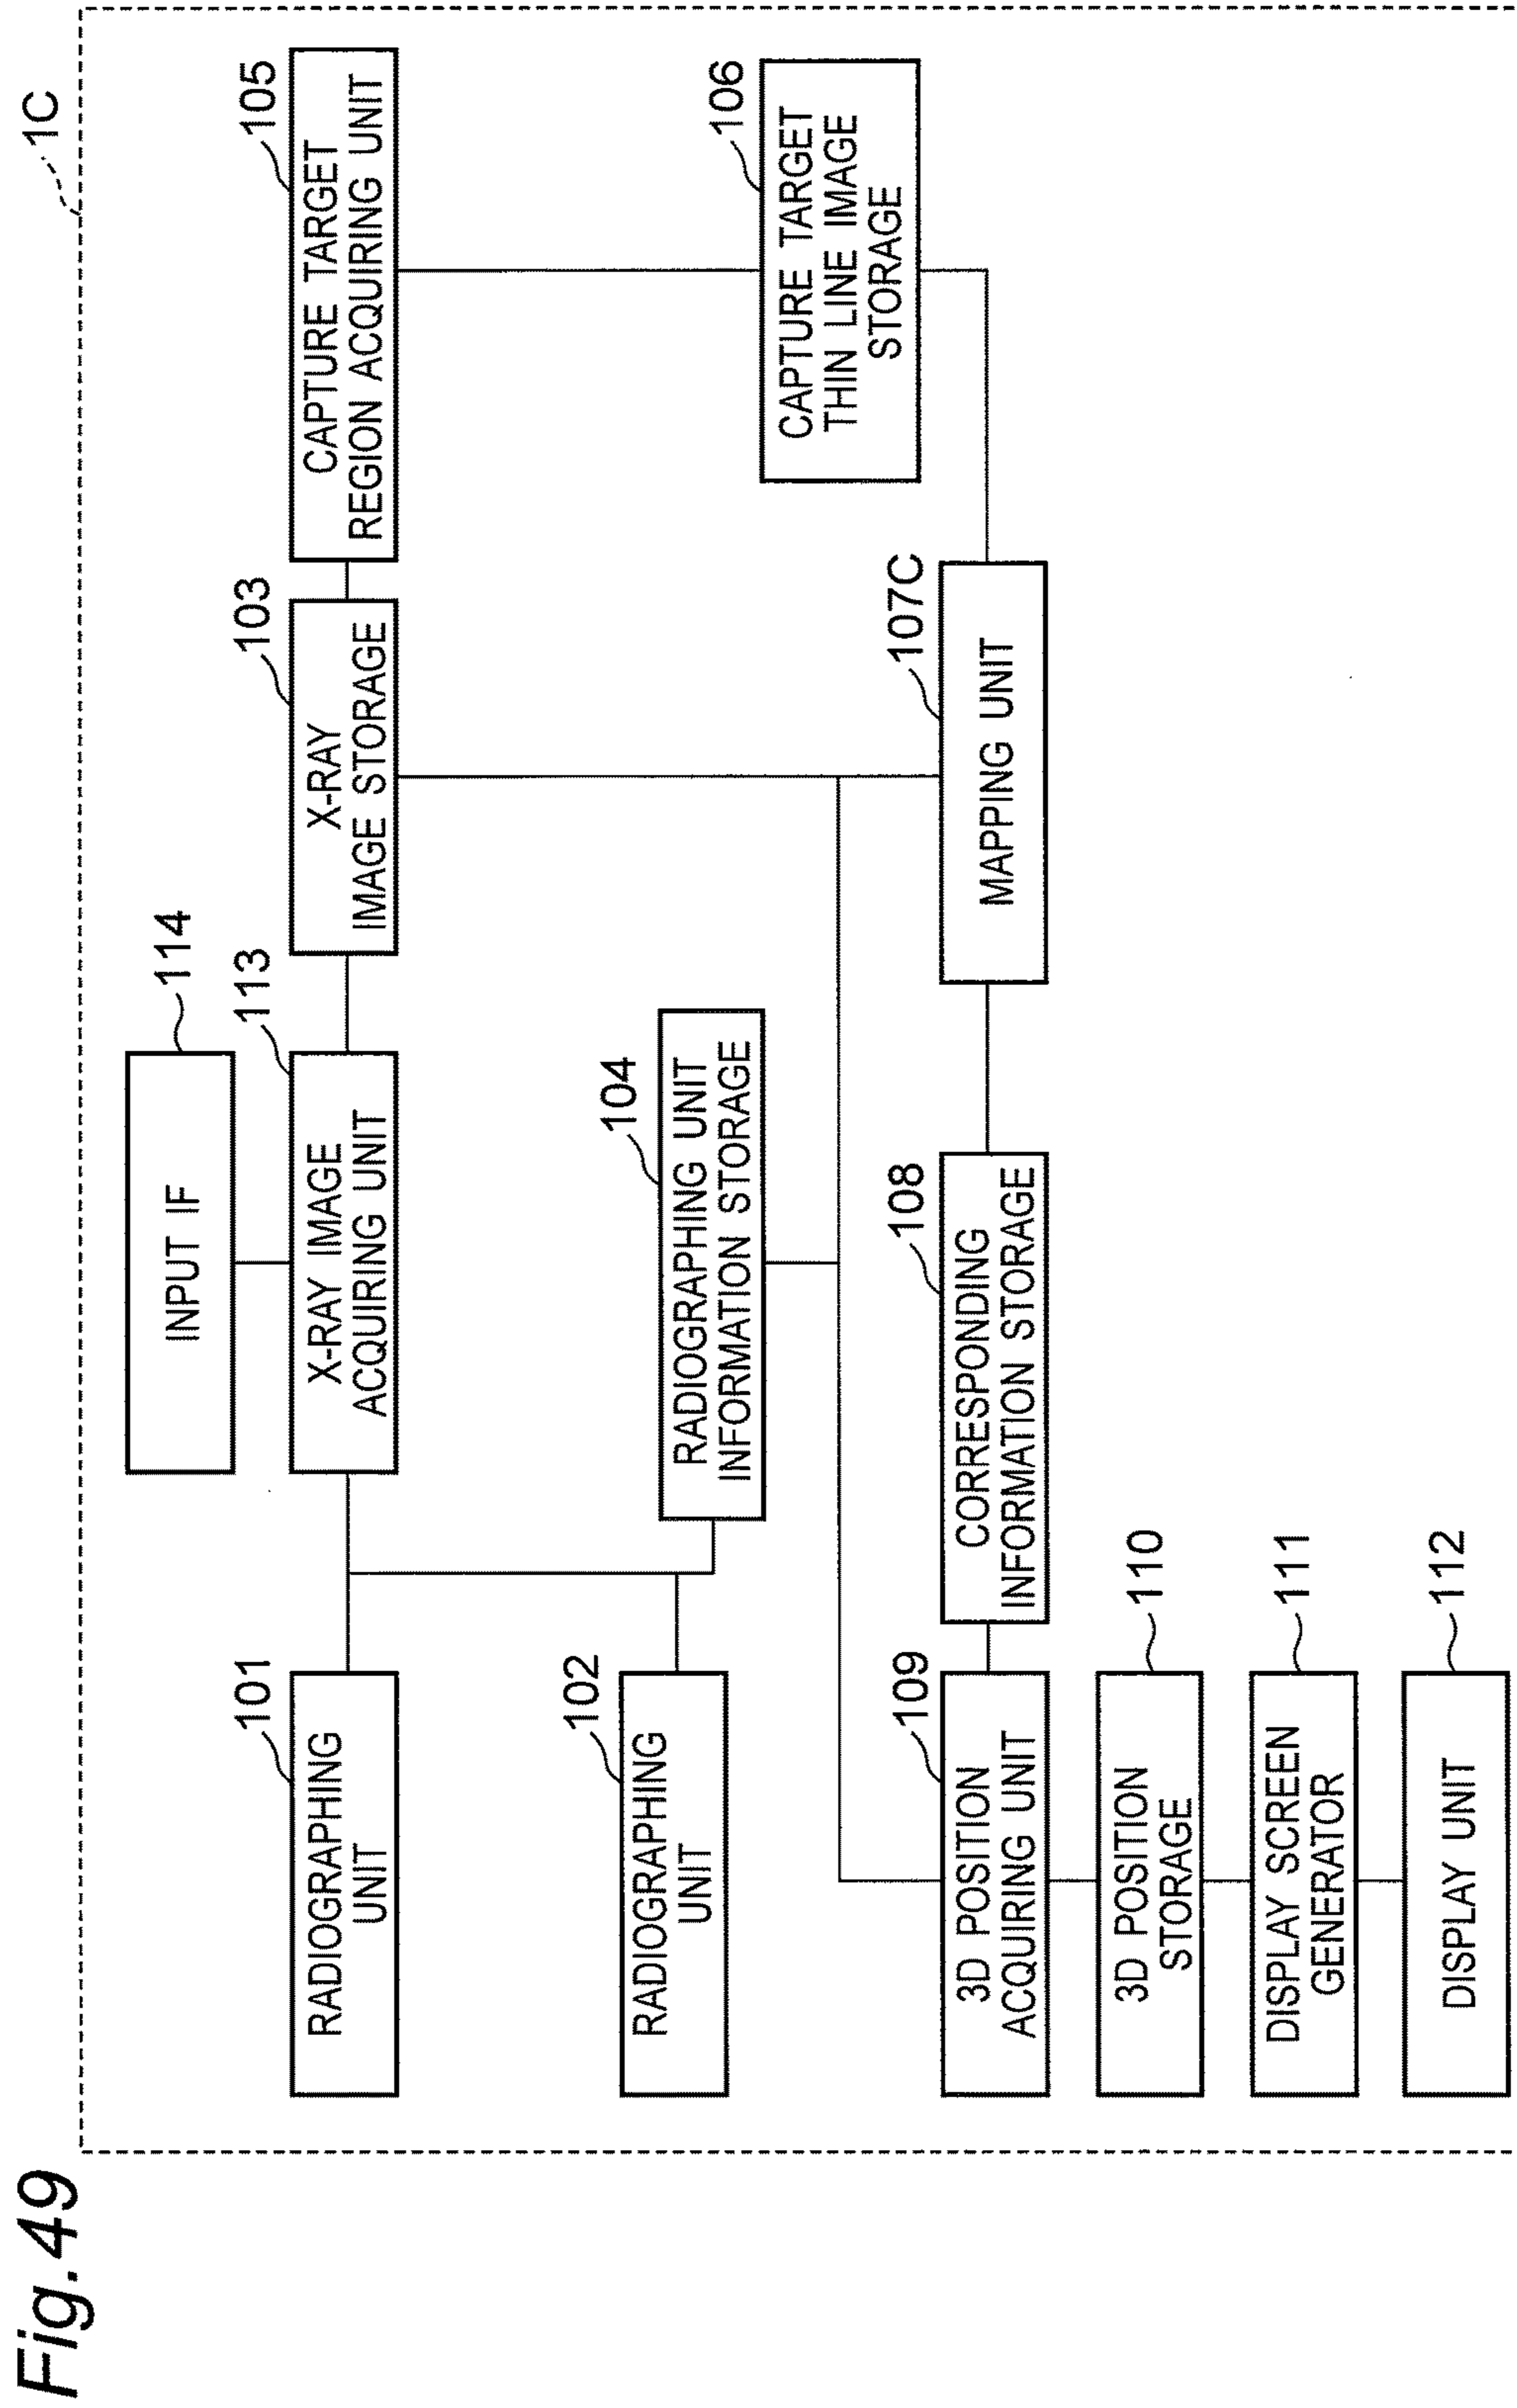 Fig.49
1C
114
INPUT IF
101
RADIOGRAPHING
UNIT
113
X-RAY IMAGE
ACQUIRING UNIT
103
X-RAY
IMAGE STORAGE
105
CAPTURE TARGET
REGION ACQUIRING UNIT
102
RADIOGRAPHING
UNIT
104
RADIOGRAPHING UNIT
INFORMATION STORAGE
106
CAPTURE TARGET
THIN LINE IMAGE
STORAGE
109
3D POSITION
ACQUIRING UNIT
108
CORRESPONDING
INFORMATION STORAGE
107C
MAPPING UNIT
110
3D POSITION
STORAGE
111
DISPLAY SCREEN
GENERATOR
112
DISPLAY UNIT